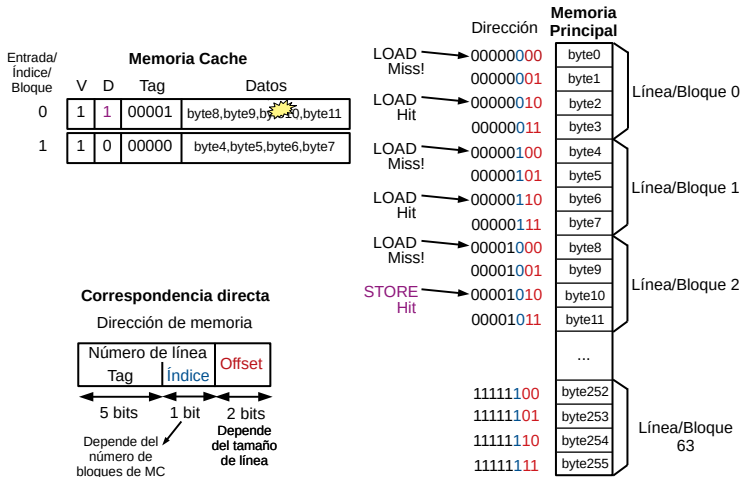 Memoria Cache
Entrada/
Índice/
Bloque
V D Tag Datos
0 1 1 00001 byte8,byte9,byte10,byte11
1 1 0 00000 byte4,byte5,byte6,byte7
Correspondencia directa
Dirección de memoria
Número de línea
Tag Índice Offset
5 bits 1 bit 2 bits
Depende del
número de
bloques de MC
Depende
del tamaño
de línea
Dirección
Memoria
Principal
LOAD
Miss!
00000000 byte0
00000001 byte1
LOAD
Hit
00000010 byte2
00000011 byte3
Línea/Bloque 0
LOAD
Miss!
00000100 byte4
00000101 byte5
LOAD
Hit
00000110 byte6
00000111 byte7
Línea/Bloque 1
LOAD
Miss!
00001000 byte8
00001001 byte9
STORE
Hit
00001010 byte10
00001011 byte11
Línea/Bloque 2
...
11111100 byte252
11111101 byte253
11111110 byte254
11111111 byte255
Línea/Bloque
63